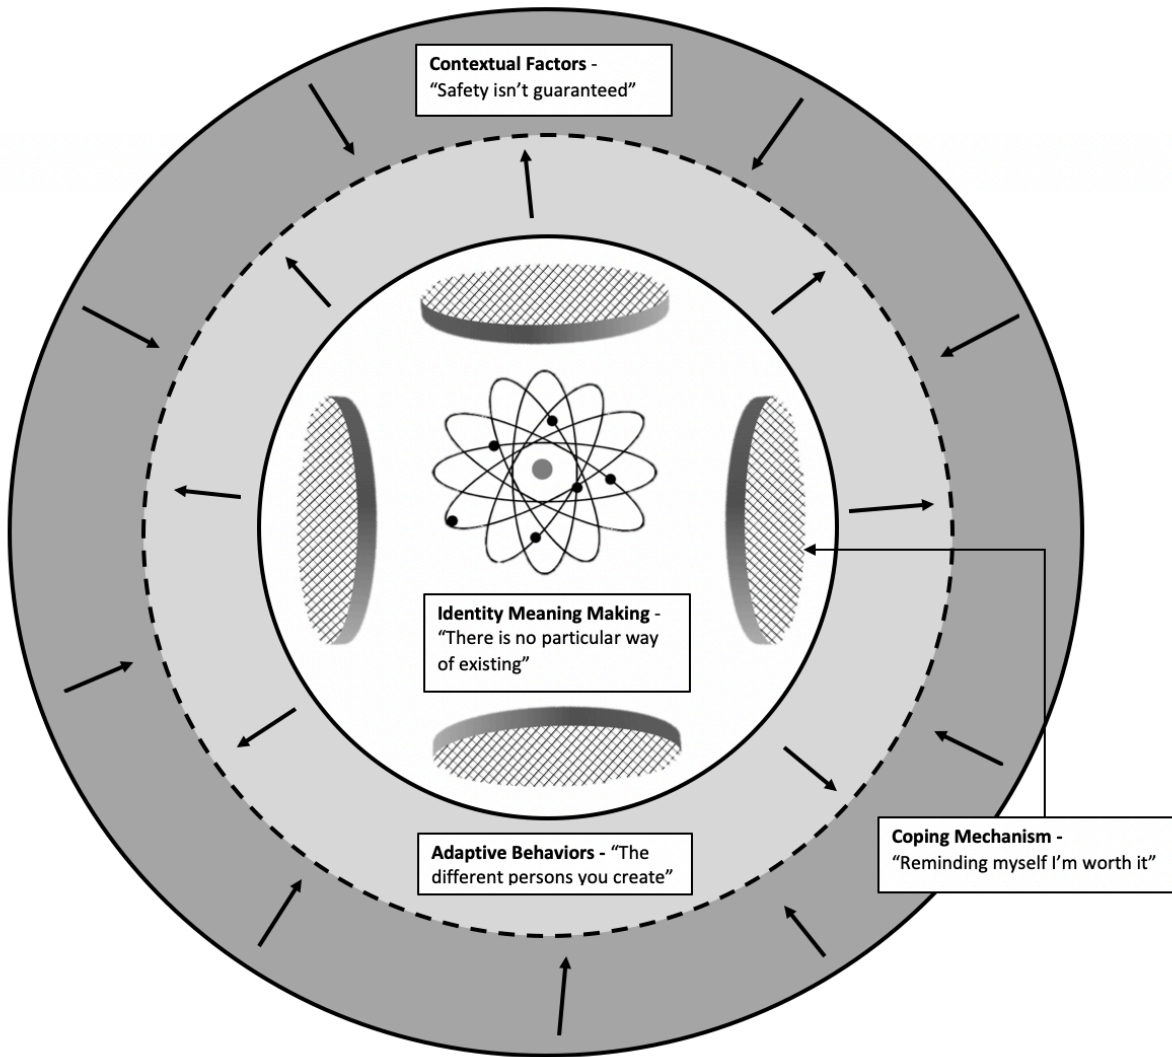 Contextual Factors -
“Safety isn’t guaranteed”
Identity Meaning Making -
“There is no particular way
of existing”
Adaptive Behaviors - “The
different persons you create”
Coping Mechanism -
“Reminding myself I’m worth it”